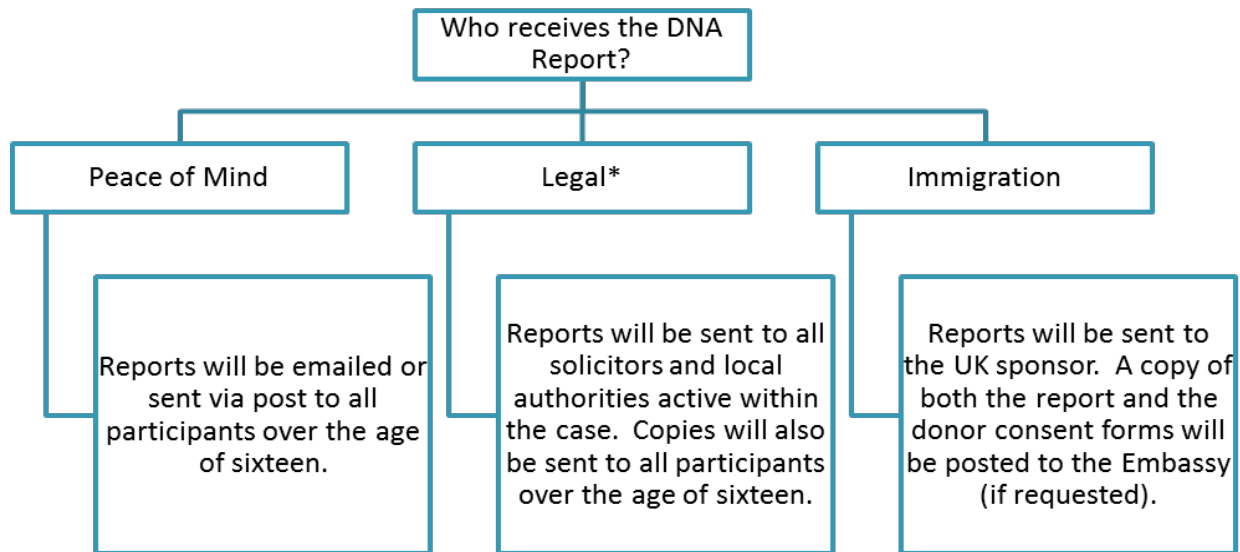 Who receives the DNA
Report?
Peace of Mind
Legal*
Immigration
Reports will be emailed or
sent via post to all
participants over the age
of sixteen.
Reports will be sent to all
solicitors and local
authorities active within
the case.  Copies will also
be sent to all participants
over the age of sixteen.
Reports will be sent to
the UK sponsor.  A copy of
both the report and the
donor consent forms will
be posted to the Embassy
(if requested).